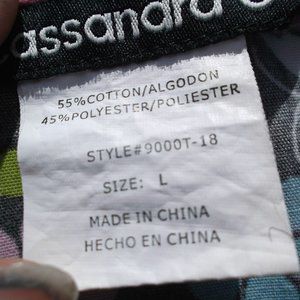 assandra
55%COTTON/ALGODON
45%POLYESTER/POLIESTER
STYLE#9000T-18
SIZE: L
MADE IN CHINA
HECHO EN CHINA